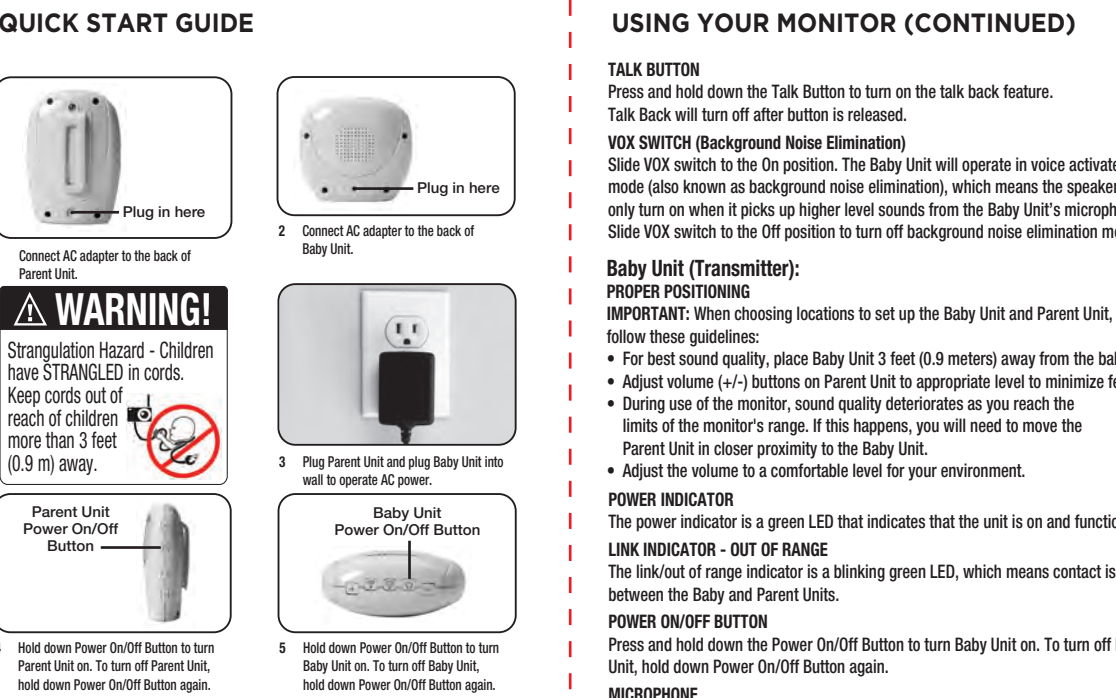 QUICK START GUIDE
Plug in here
Connect AC adapter to the back of
Parent Unit.
Plug in here
2 Connect AC adapter to the back of
Baby Unit.
WARNING!
Strangulation Hazard - Children
have STRANGLED in cords.
Keep cords out of
reach of children
more than 3 feet
(0.9 m) away.
3 Plug Parent Unit and plug Baby Unit into
wall to operate AC power.
Parent Unit
Power On/Off
Button
Hold down Power On/Off Button to turn
Parent Unit on. To turn off Parent Unit,
hold down Power On/Off Button again.
Baby Unit
Power On/Off Button
5 Hold down Power On/Off Button to turn
Baby Unit on. To turn off Baby Unit,
hold down Power On/Off Button again.
USING YOUR MONITOR (CONTINUED)
TALK BUTTON
Press and hold down the Talk Button to turn on the talk back feature.
Talk Back will turn off after button is released.
VOX SWITCH (Background Noise Elimination)
Slide VOX switch to the On position. The Baby Unit will operate in voice
mode (also known as background noise elimination), which means the speaker
only turn on when it picks up higher level sounds from the Baby Unit's
Slide VOX switch to the Off position to turn off background noise elimination
Baby Unit (Transmitter):
PROPER POSITIONING
IMPORTANT: When choosing locations to set up the Baby Unit and Parent Unit,
follow these guidelines:
• For best sound quality, place Baby Unit 3 feet (0.9 meters) away from the
• Adjust volume (+/-) buttons on Parent Unit to appropriate level to minimize
• During use of the monitor, sound quality deteriorates as you reach the
limits of the monitor's range. If this happens, you will need to move the
Parent Unit in closer proximity to the Baby Unit.
• Adjust the volume to a comfortable level for your environment.
POWER INDICATOR
The power indicator is a green LED that indicates that the unit is on and
LINK INDICATOR - OUT OF RANGE
The link/out of range indicator is a blinking green LED, which means contact is
between the Baby and Parent Units.
POWER ON/OFF BUTTON
Press and hold down the Power On/Off Button to turn Baby Unit on. To turn off
Unit, hold down Power On/Off Button again.
MICROPHONE